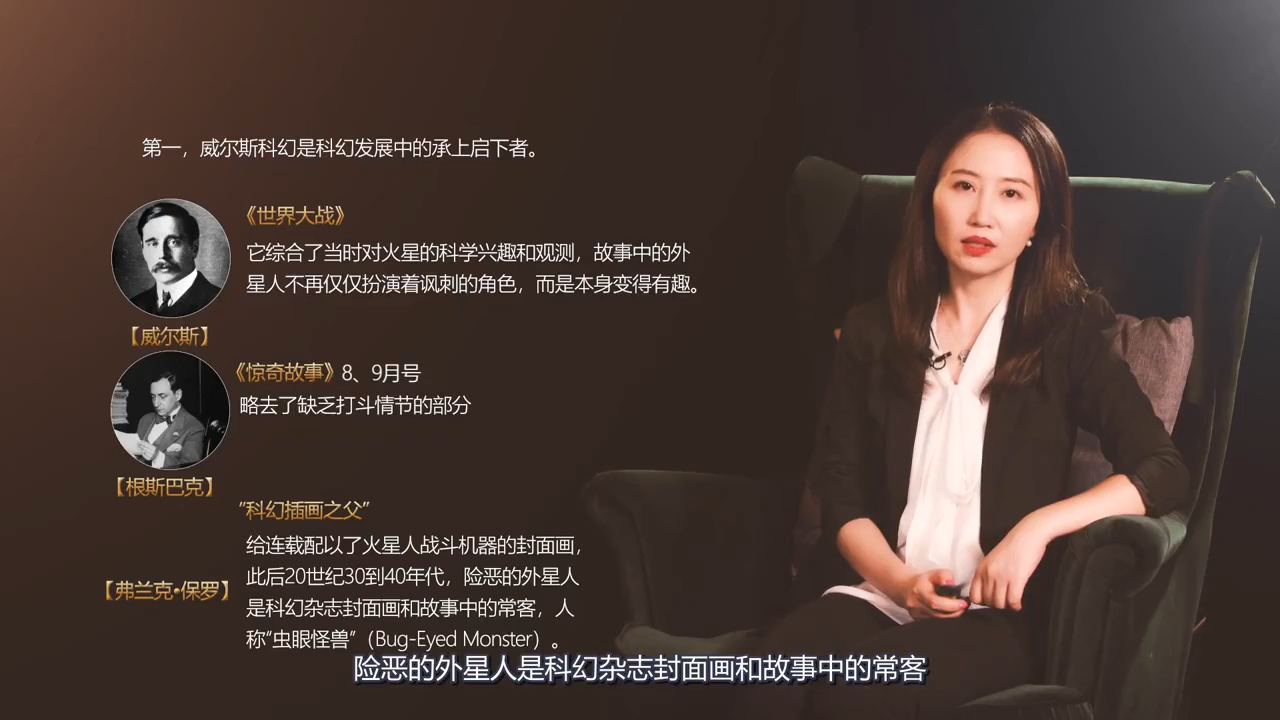 第一，威尔斯科幻是科幻发展中的承上启下者。
《世界大战》
它综合了当时对火星的科学兴趣和观测，故事中的外
星人不再仅仅扮演着讽刺的角色，而是本身变得有趣。
【威尔斯】
《惊奇故事》8、9月号
略去了缺乏打斗情节的部分
【根斯巴克】
“科幻插画之父”
给连载配以了火星人战斗机器的封面画，
此后20世纪30到40年代，险恶的外星人
是科幻杂志封面画和故事中的常客，人
称“虫眼怪兽”（Bug-Eyed Monster）。
【弗兰克·保罗】
险恶的外星人是科幻杂志封面画和故事中的常客